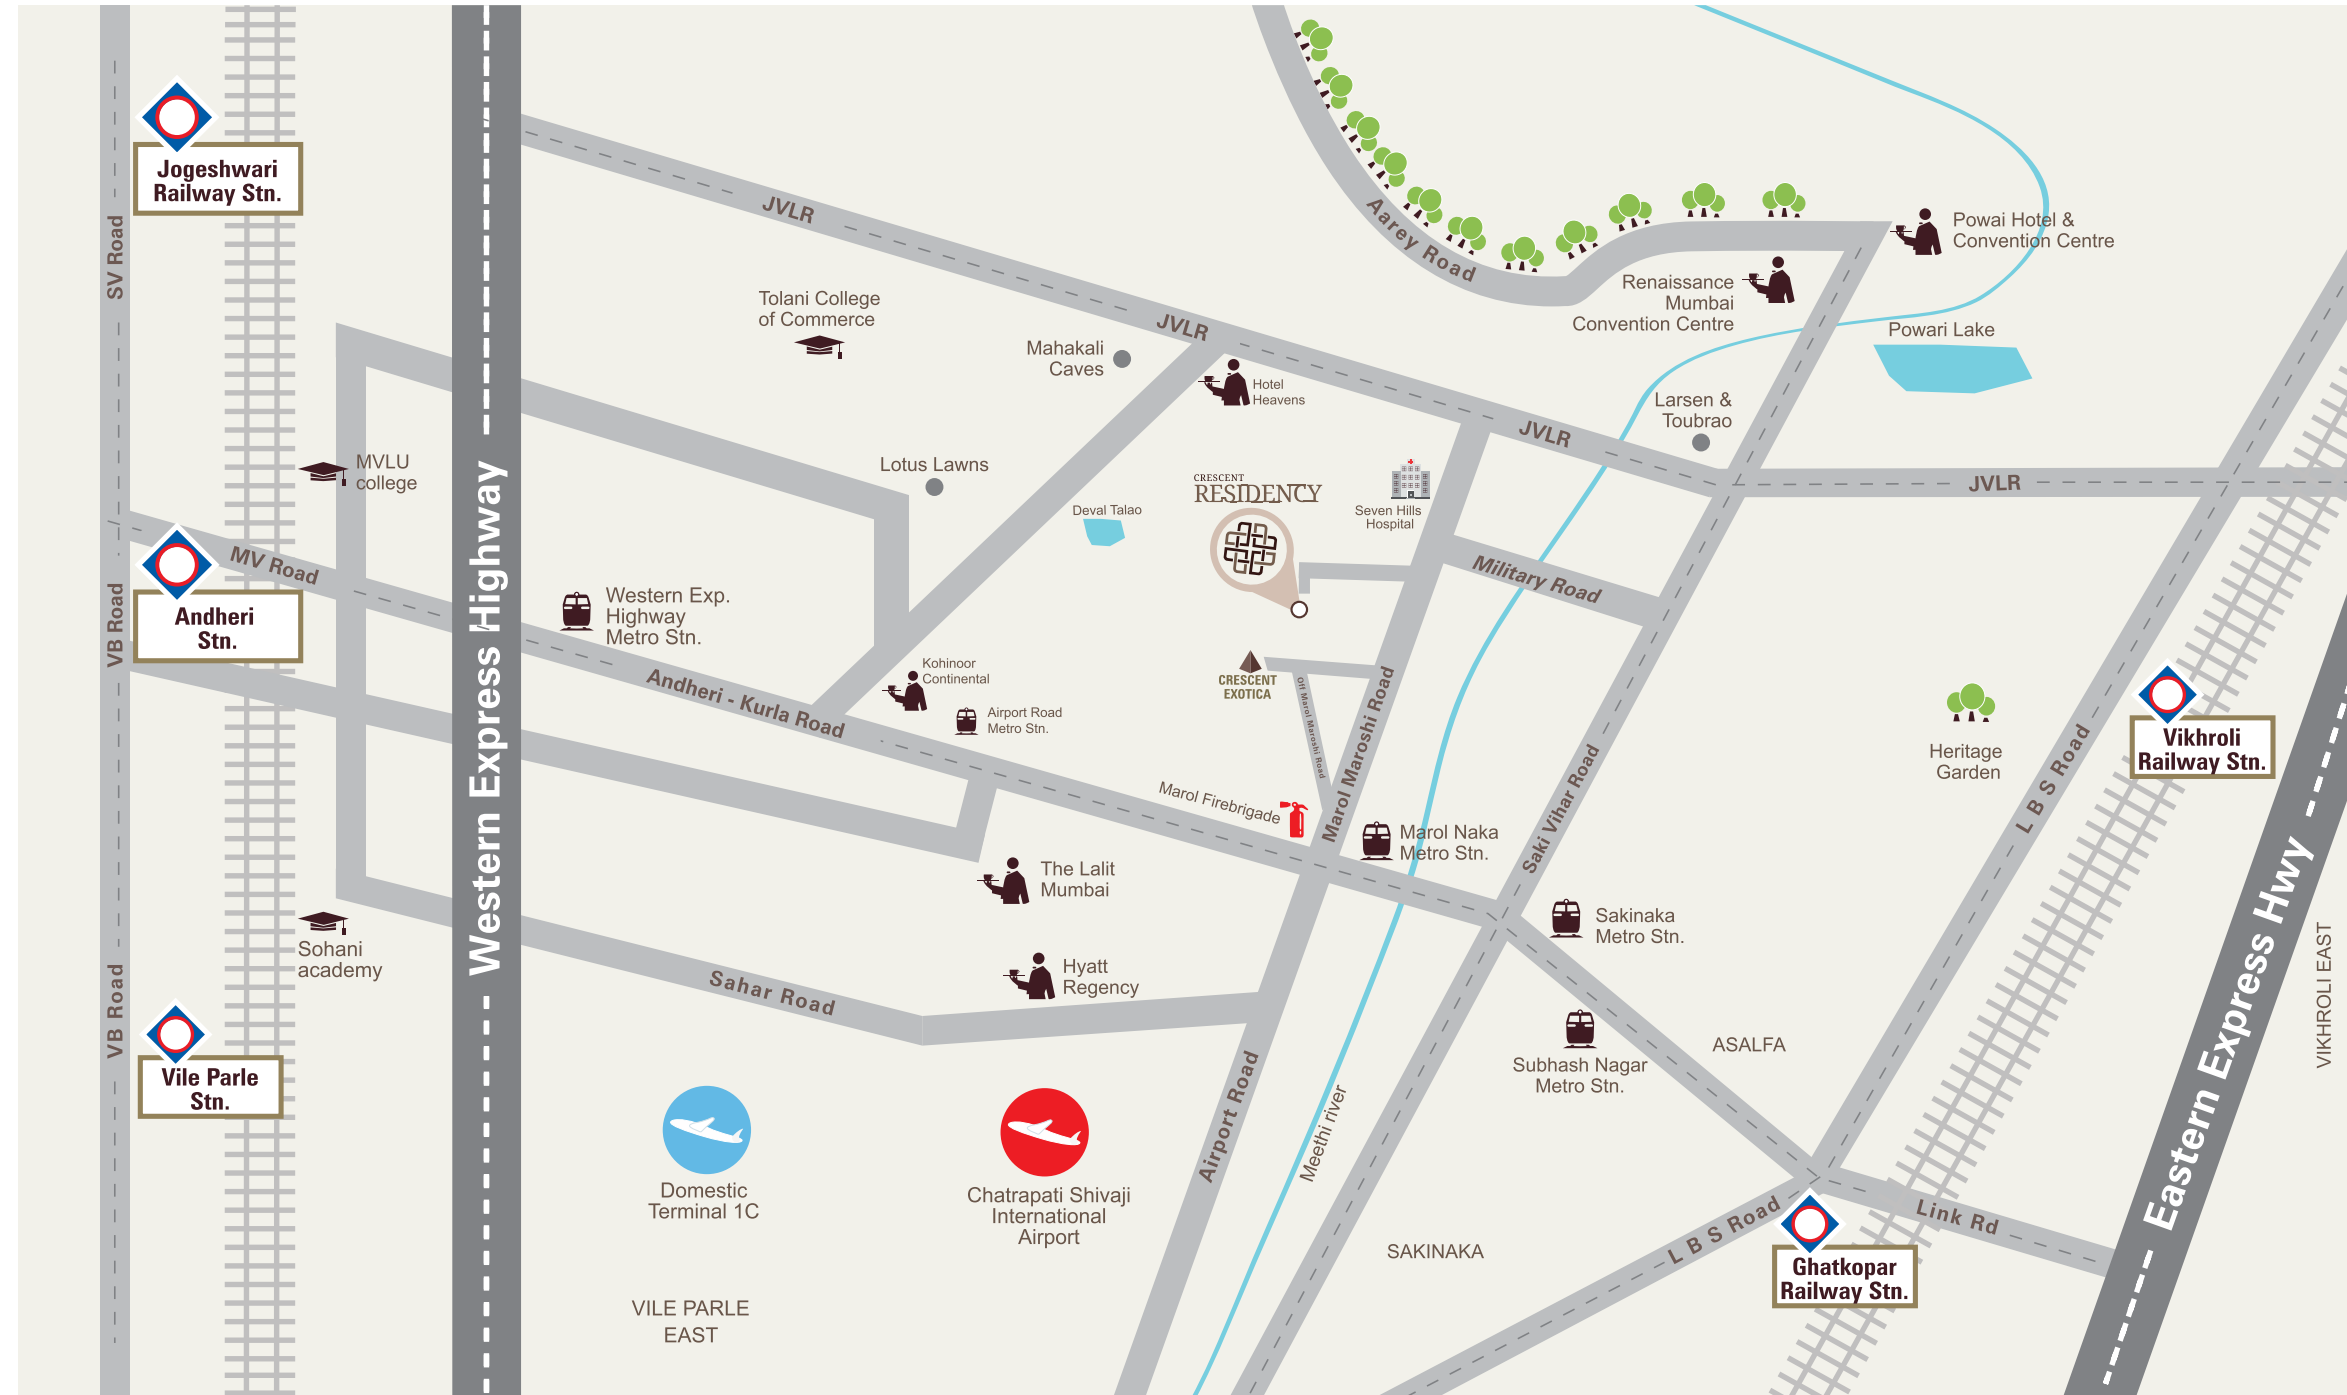 Jogeshwari
Railway Stn.
SV Road
JVLR
Tolani College
of Commerce
Mahakali
Caves
JVLR
Hotel
Heavens
Aarey Road
Powai Hotel &
Convention Centre
Renaissance
Mumbai
Convention Centre
Powari Lake
Larsen &
Toubrao
JVLR
JVLR
MVLU
college
Lotus Lawns
Deval Talao
CRESCENT
RESIDENCY
Seven Hills
Hospital
Military Road
MV Road
Andheri
Stn.
VB Road
Western Express Highway
Western Exp.
Highway
Metro Stn.
Andheri - Kurla Road
Kohinoor
Continental
Airport Road
Metro Stn.
CRESCENT
EXOTICA
Off Marol Maroshi Road
Marol Maroshi Road
Marol Firebrigade
Marol Naka
Metro Stn.
Saki Vihar Road
Heritage
Garden
L B S Road
Vikhroli
Railway Stn.
The Lalit
Mumbai
Sakinaka
Metro Stn.
Sohani
academy
Sahar Road
Hyatt
Regency
VB Road
Vile Parle
Stn.
Subhash Nagar
Metro Stn.
ASALFA
Eastern Express Hwy
VIKHROLI EAST
Domestic
Terminal 1C
Chatrapati Shivaji
International
Airport
Airport Road
Meethi river
SAKINAKA
L B S Road
Link Rd
Ghatkopar
Railway Stn.
VILE PARLE
EAST